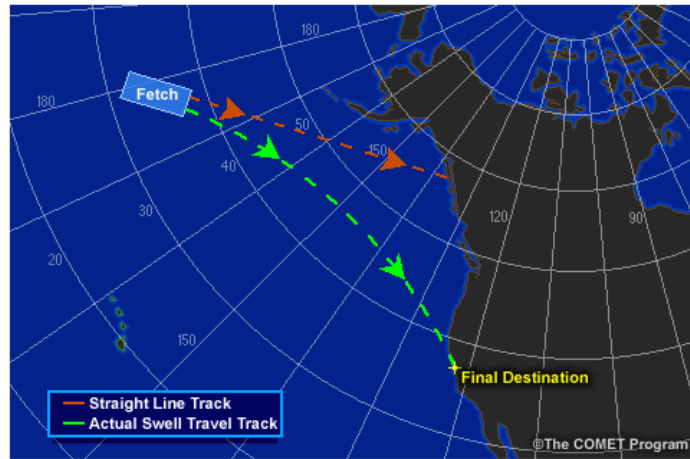 180
180
Fetch
50
150
40
30
120
90
20
150
Final Destination
Straight Line Track
Actual Swell Travel Track
©The COMET Program